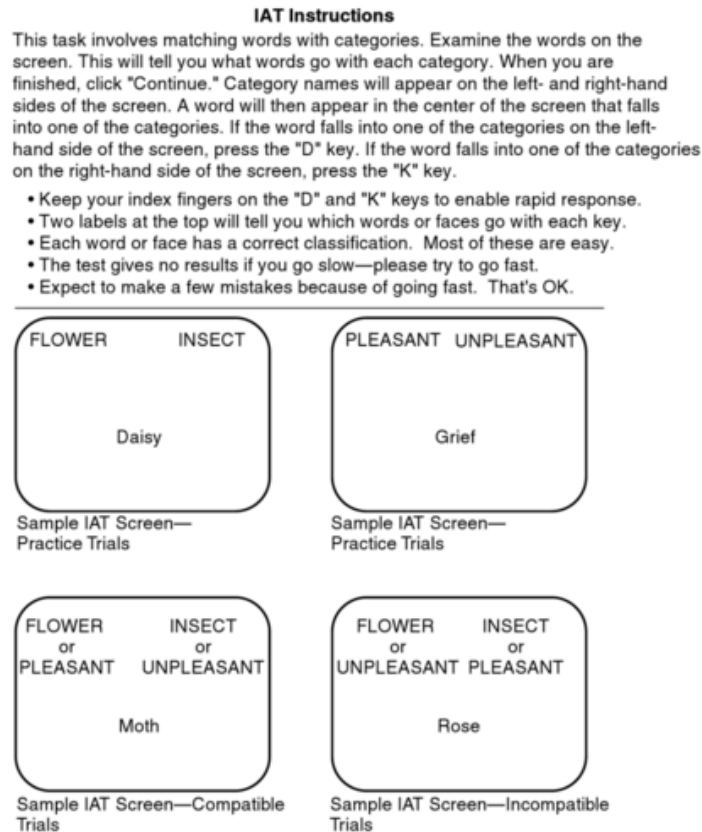 IAT Instructions
This task involves matching words with categories. Examine the words on the
screen. This will tell you what words go with each category. When you are
finished, click "Continue." Category names will appear on the left- and right-hand
sides of the screen. A word will then appear in the center of the screen that falls
into one of the categories. If the word falls into one of the categories on the left-
hand side of the screen, press the "D" key. If the word falls into one of the categories
on the right-hand side of the screen, press the "K" key.
• Keep your index fingers on the "D" and "K" keys to enable rapid response.
• Two labels at the top will tell you which words or faces go with each key.
• Each word or face has a correct classification. Most of these are easy.
• The test gives no results if you go slow—please try to go fast.
• Expect to make a few mistakes because of going fast. That's OK.
FLOWER INSECT
Daisy
Sample IAT Screen—
Practice Trials
PLEASANT UNPLEASANT
Grief
Sample IAT Screen—
Practice Trials
FLOWER INSECT
or or
PLEASANT UNPLEASANT
Moth
Sample IAT Screen—Compatible
Trials
FLOWER INSECT
or or
UNPLEASANT PLEASANT
Rose
Sample IAT Screen—Incompatible
Trials